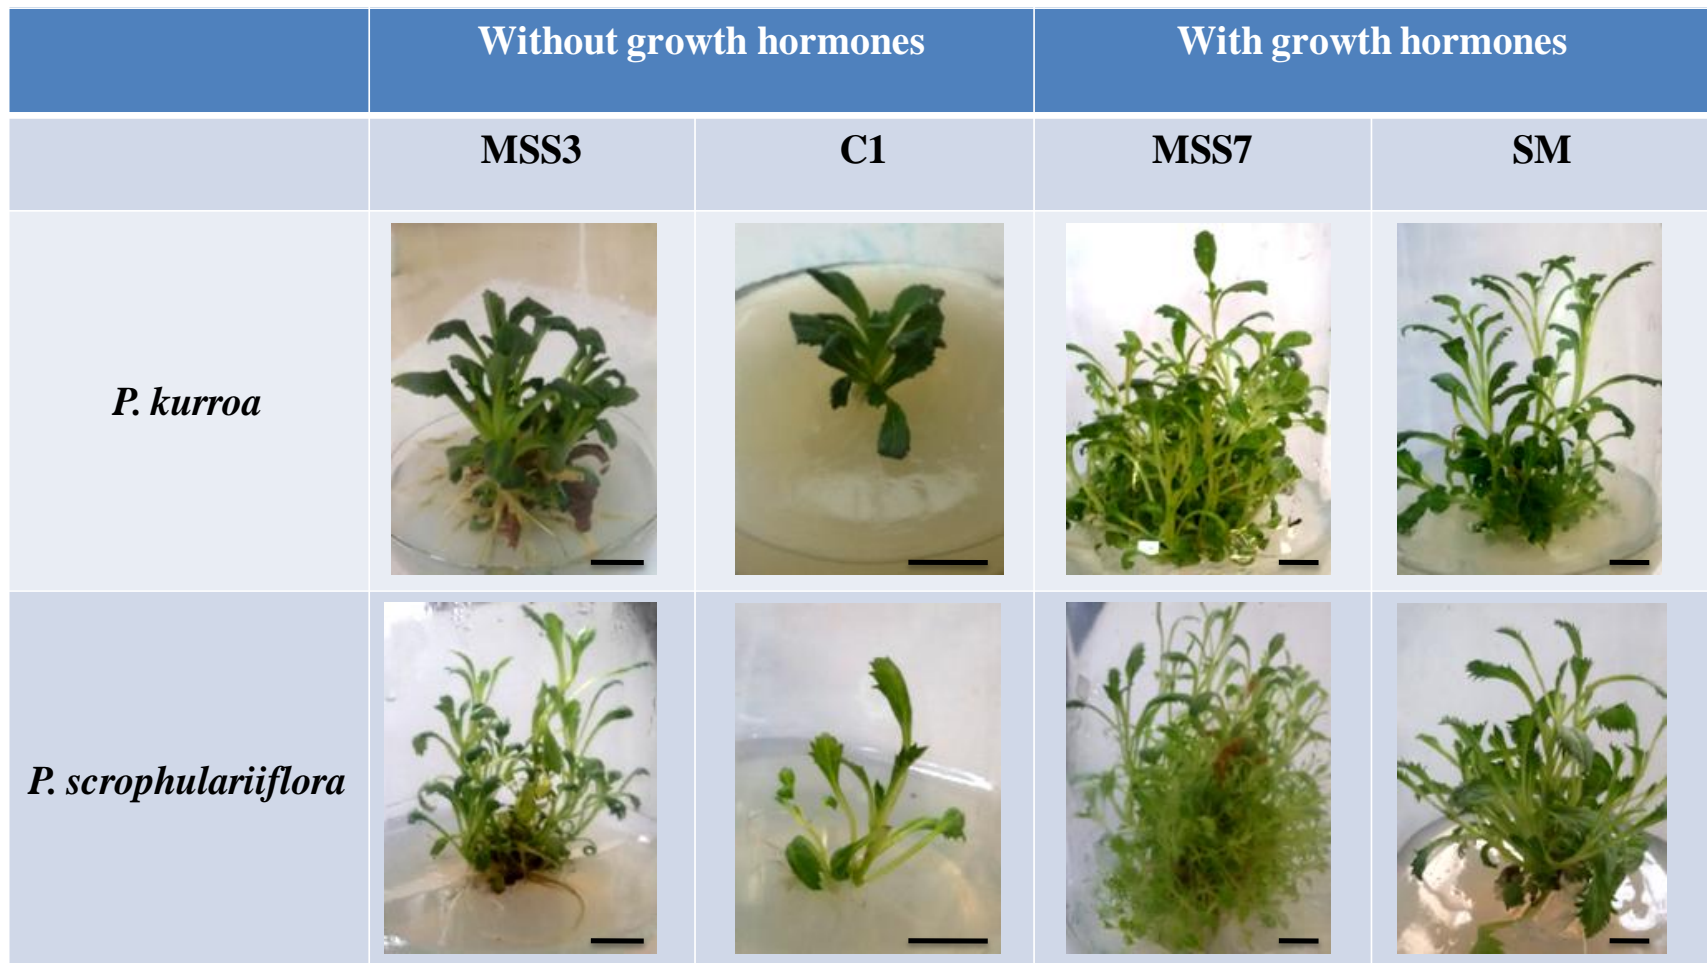 Without growth hormones
With growth hormones
MSS3
C1
MSS7
SM
P. kurroa
P. scrophulariiflora